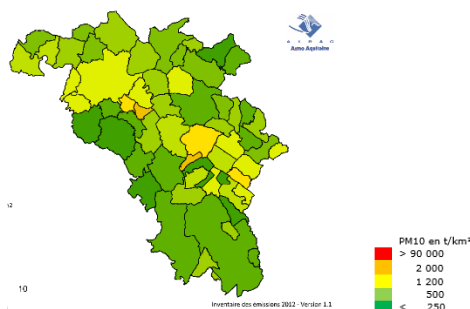 AIRAQ
Atmo Aquitaine
12
10
Inventaire des émissions 2012 - Version 1.1
PM10 en t/km²
> 90 000
2 000
1 200
500
< 250